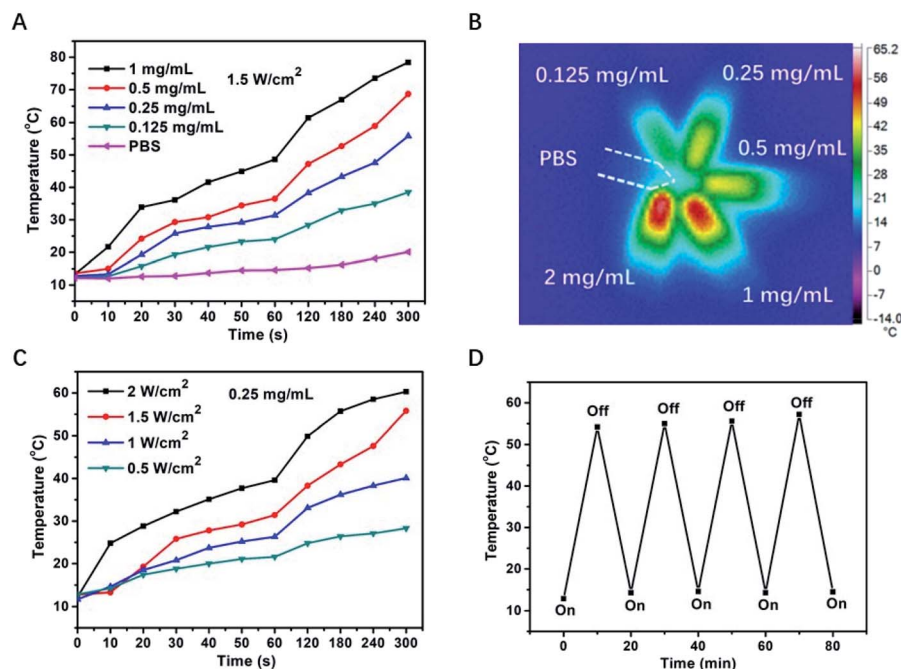 A
80
70
60
50
40
30
20
10
Temperature (°C)
1 mg/mL
0.5 mg/mL
0.25 mg/mL
0.125 mg/mL
PBS
1.5 W/cm²
0 10 20 30 40 50 60 120 180 240 300
Time (s)
B
0.125 mg/mL
0.25 mg/mL
0.5 mg/mL
PBS
2 mg/mL
1 mg/mL
65.2
56
49
42
35
28
21
14
7
0
-7
-14.0
°C
C
60
50
40
30
20
10
Temperature (°C)
2 W/cm²
1.5 W/cm²
1 W/cm²
0.5 W/cm²
0.25 mg/mL
0 10 20 30 40 50 60 120 180 240 300
Time (s)
D
60
50
40
30
20
10
Temperature (°C)
Off Off Off Off
On On On On On
0 20 40 60 80
Time (min)